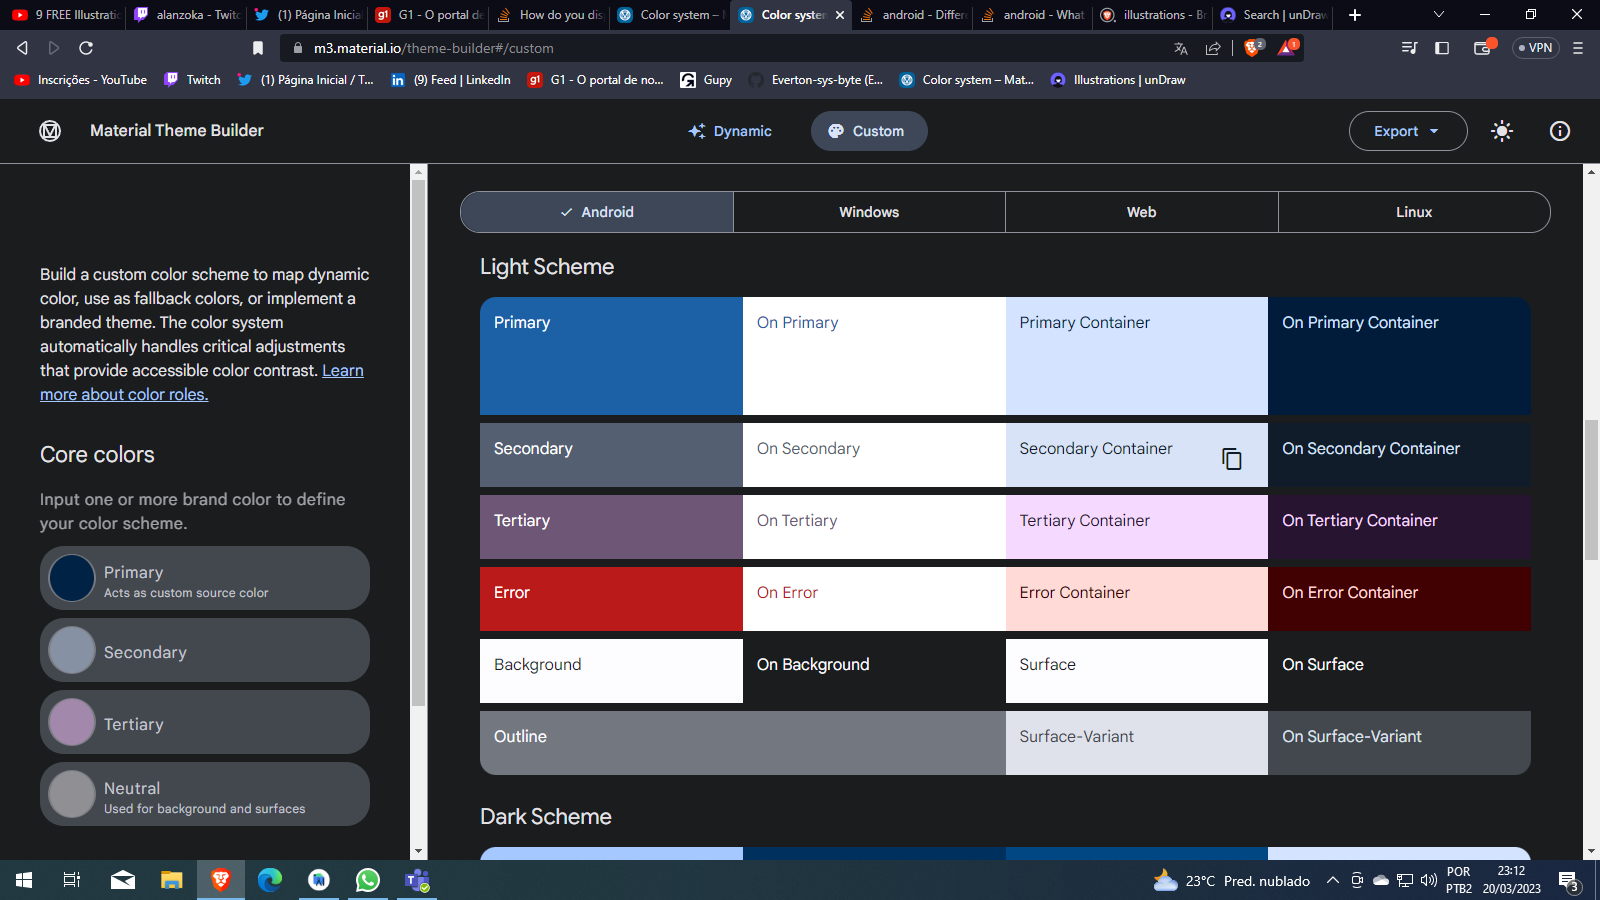 9 FREE Illustratic
alanzoka - Twitc
(1) Página Inicia
G1 - O portal de
How do you dis
Color system –
Color system
android - Differ
android - What
illustrations - Br
Search | unDraw
m3.material.io/theme-builder#/custom
2
1
VPN
Inscrições - YouTube
Twitch
(1) Página Inicial / T...
(9) Feed | LinkedIn
G1 - O portal de no...
Gupy
Everton-sys-byte (E...
Color system – Mat...
Illustrations | unDraw
Material Theme Builder
Dynamic
Custom
Export
Android
Windows
Web
Linux
Build a custom color scheme to map dynamic
color, use as fallback colors, or implement a
branded theme. The color system
automatically handles critical adjustments
that provide accessible color contrast. Learn
more about color roles.
Core colors
Input one or more brand color to define
your color scheme.
Primary
Acts as custom source color
Secondary
Tertiary
Neutral
Used for background and surfaces
Light Scheme
Primary
On Primary
Primary Container
On Primary Container
Secondary
On Secondary
Secondary Container
On Secondary Container
Tertiary
On Tertiary
Tertiary Container
On Tertiary Container
Error
On Error
Error Container
On Error Container
Background
On Background
Surface
On Surface
Outline
Surface-Variant
On Surface-Variant
Dark Scheme
23°C Pred. nublado
POR
PTB2
23:12
20/03/2023
3